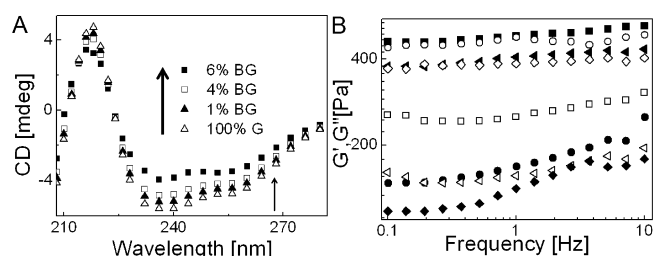 A
CD [mdeg]
4
0
-4
6% BG
4% BG
1% BG
100% G
210
240
270
Wavelength [nm]
B
G',G"[Pa]
400
-200
0.1
1
10
Frequency [Hz]